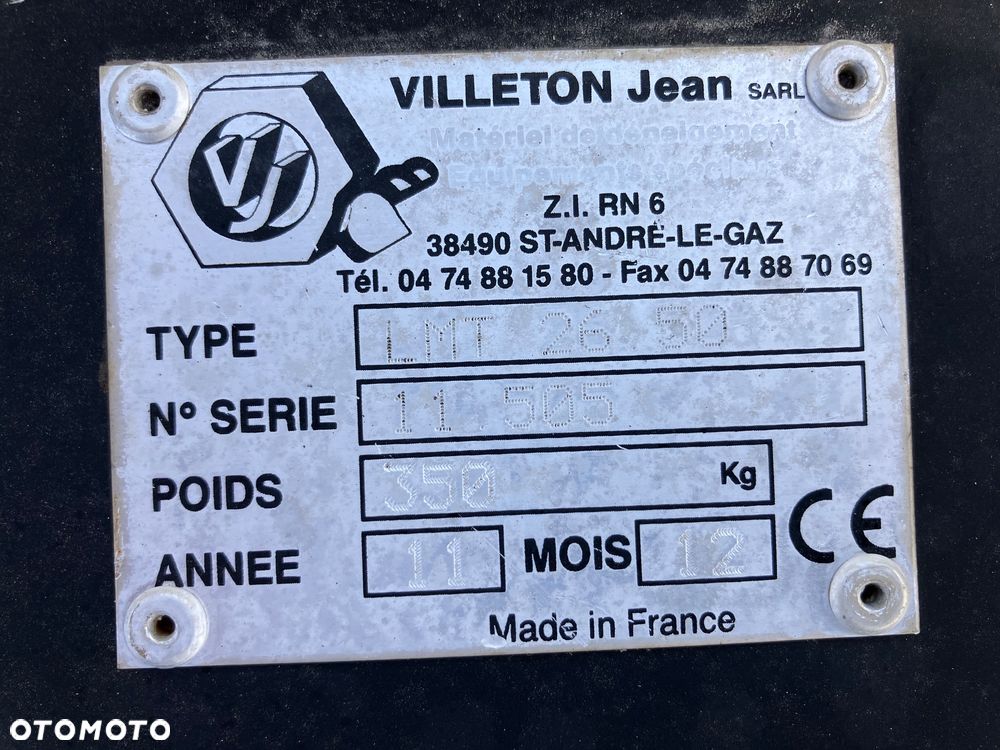 VILLETON Jean SARL
Matériel de déneigement
VJ
Z.I. RN 6
38490 ST-ANDRÉ-LE-GAZ
Tél. 04 74 88 15 80 - Fax 04 74 88 70 69
TYPE LMT 26.50
N° SERIE 11.505
POIDS 350 Kg
ANNEE 11 MOIS 12 CE
Made in France
OTOMOTO